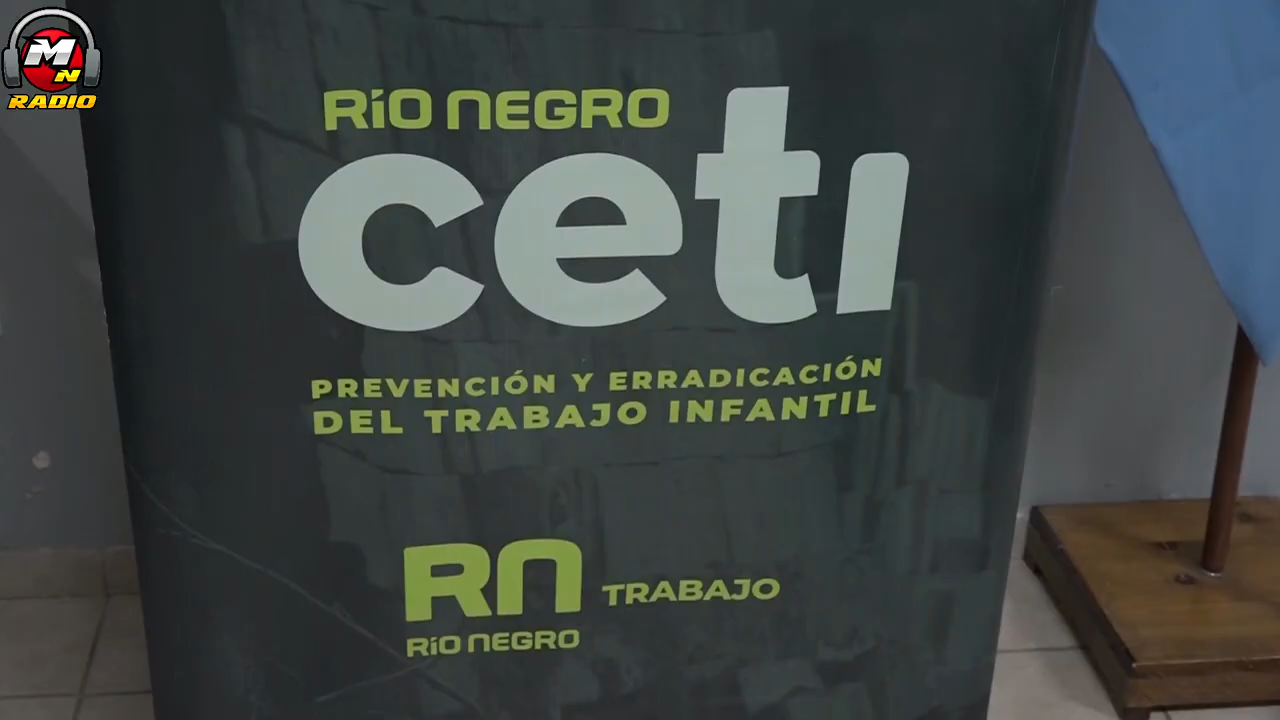 MN
RADIO
RÍO NEGRO
ceti
PREVENCIÓN Y ERRADICACIÓN
DEL TRABAJO INFANTIL
RN TRABAJO
RÍO NEGRO